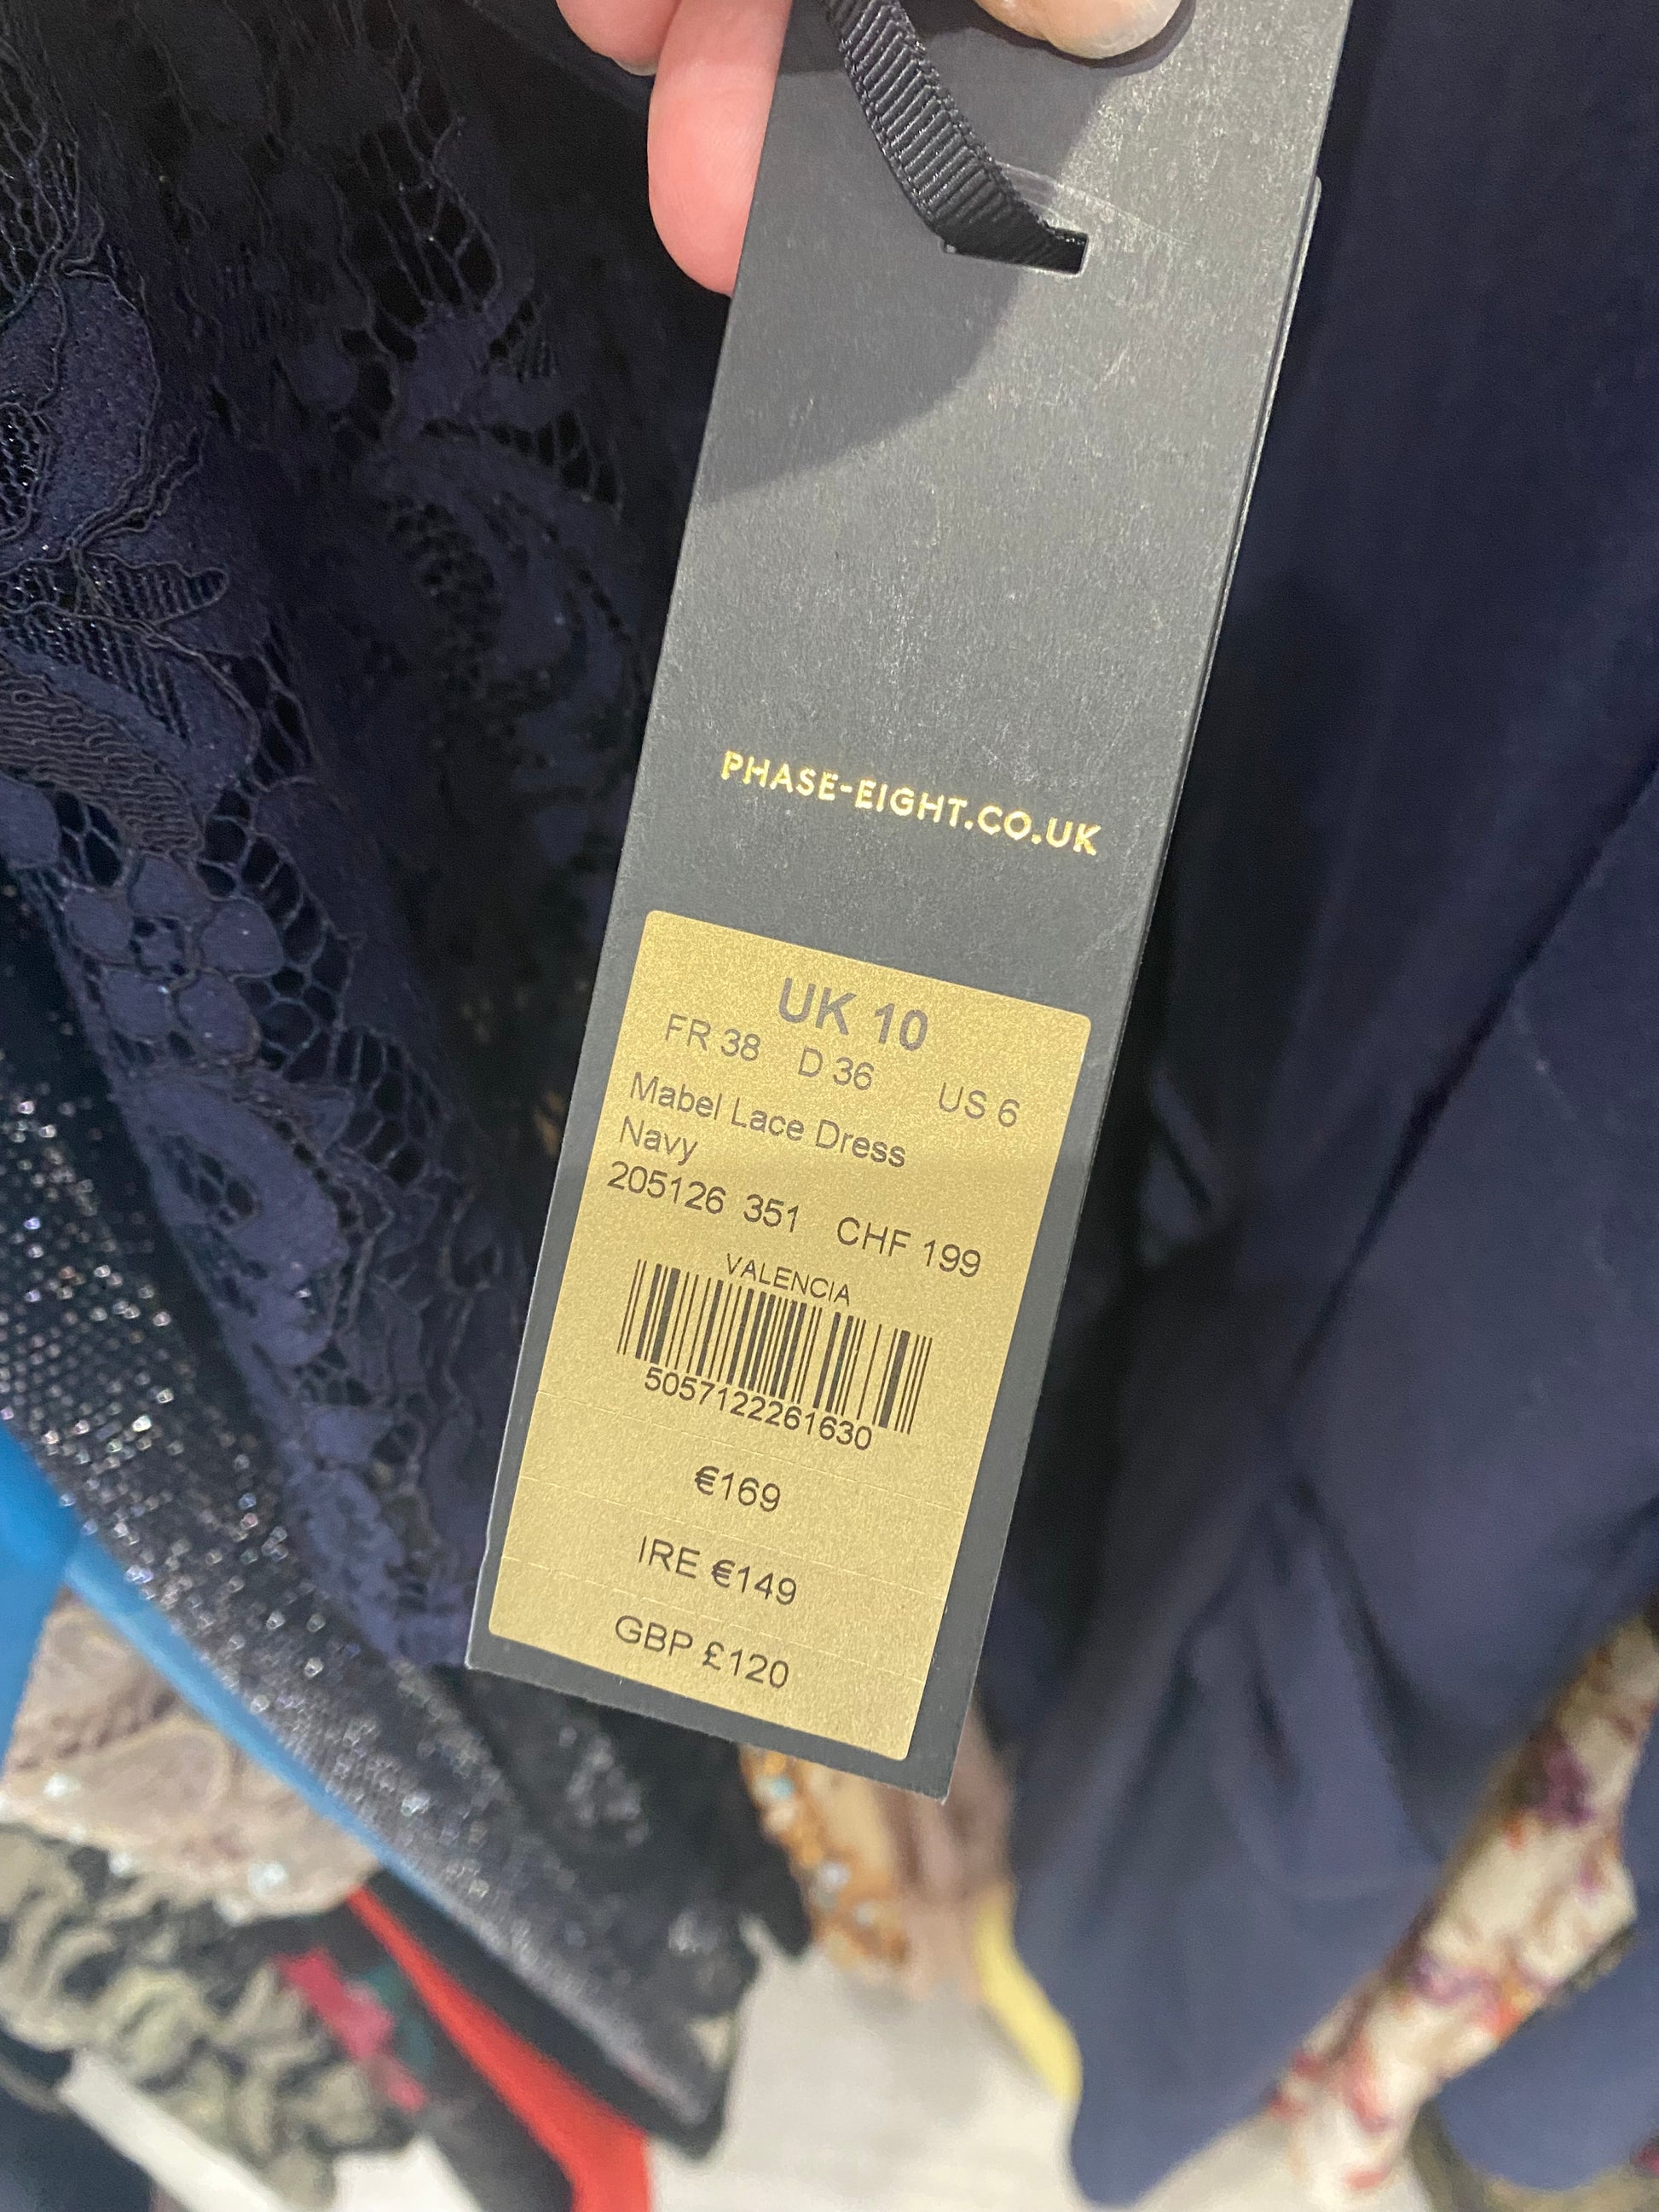 PHASE-EIGHT.CO.UK
UK 10
FR 38 D 36 US 6
Mabel Lace Dress
Navy
205126 351 CHF 199
VALENCIA
5057122261630
€169
IRE €149
GBP £120